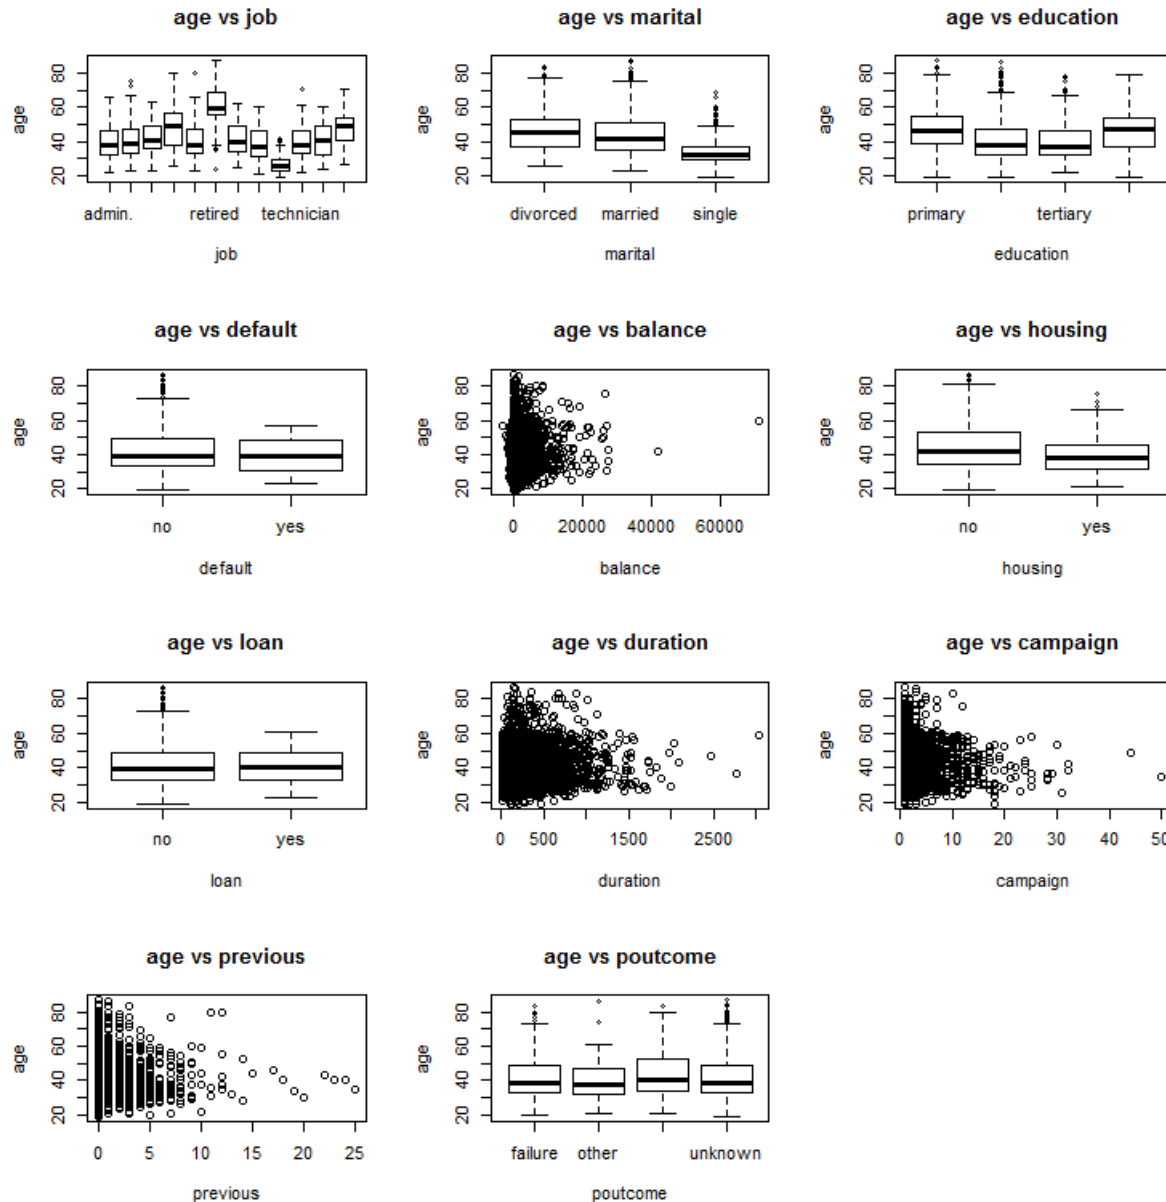 age vs job
age
20 40 60 80
admin. retired technician
job
age vs marital
age
20 40 60 80
divorced married single
marital
age vs education
age
20 40 60 80
primary tertiary
education
age vs default
age
20 40 60 80
no yes
default
age vs balance
age
20 40 60 80
0 20000 40000 60000
balance
age vs housing
age
20 40 60 80
no yes
housing
age vs loan
age
20 40 60 80
no yes
loan
age vs duration
age
20 40 60 80
0 500 1500 2500
duration
age vs campaign
age
20 40 60 80
0 10 20 30 40 50
campaign
age vs previous
age
20 40 60 80
0 5 10 15 20 25
previous
age vs poutcome
age
20 40 60 80
failure other unknown
poutcome